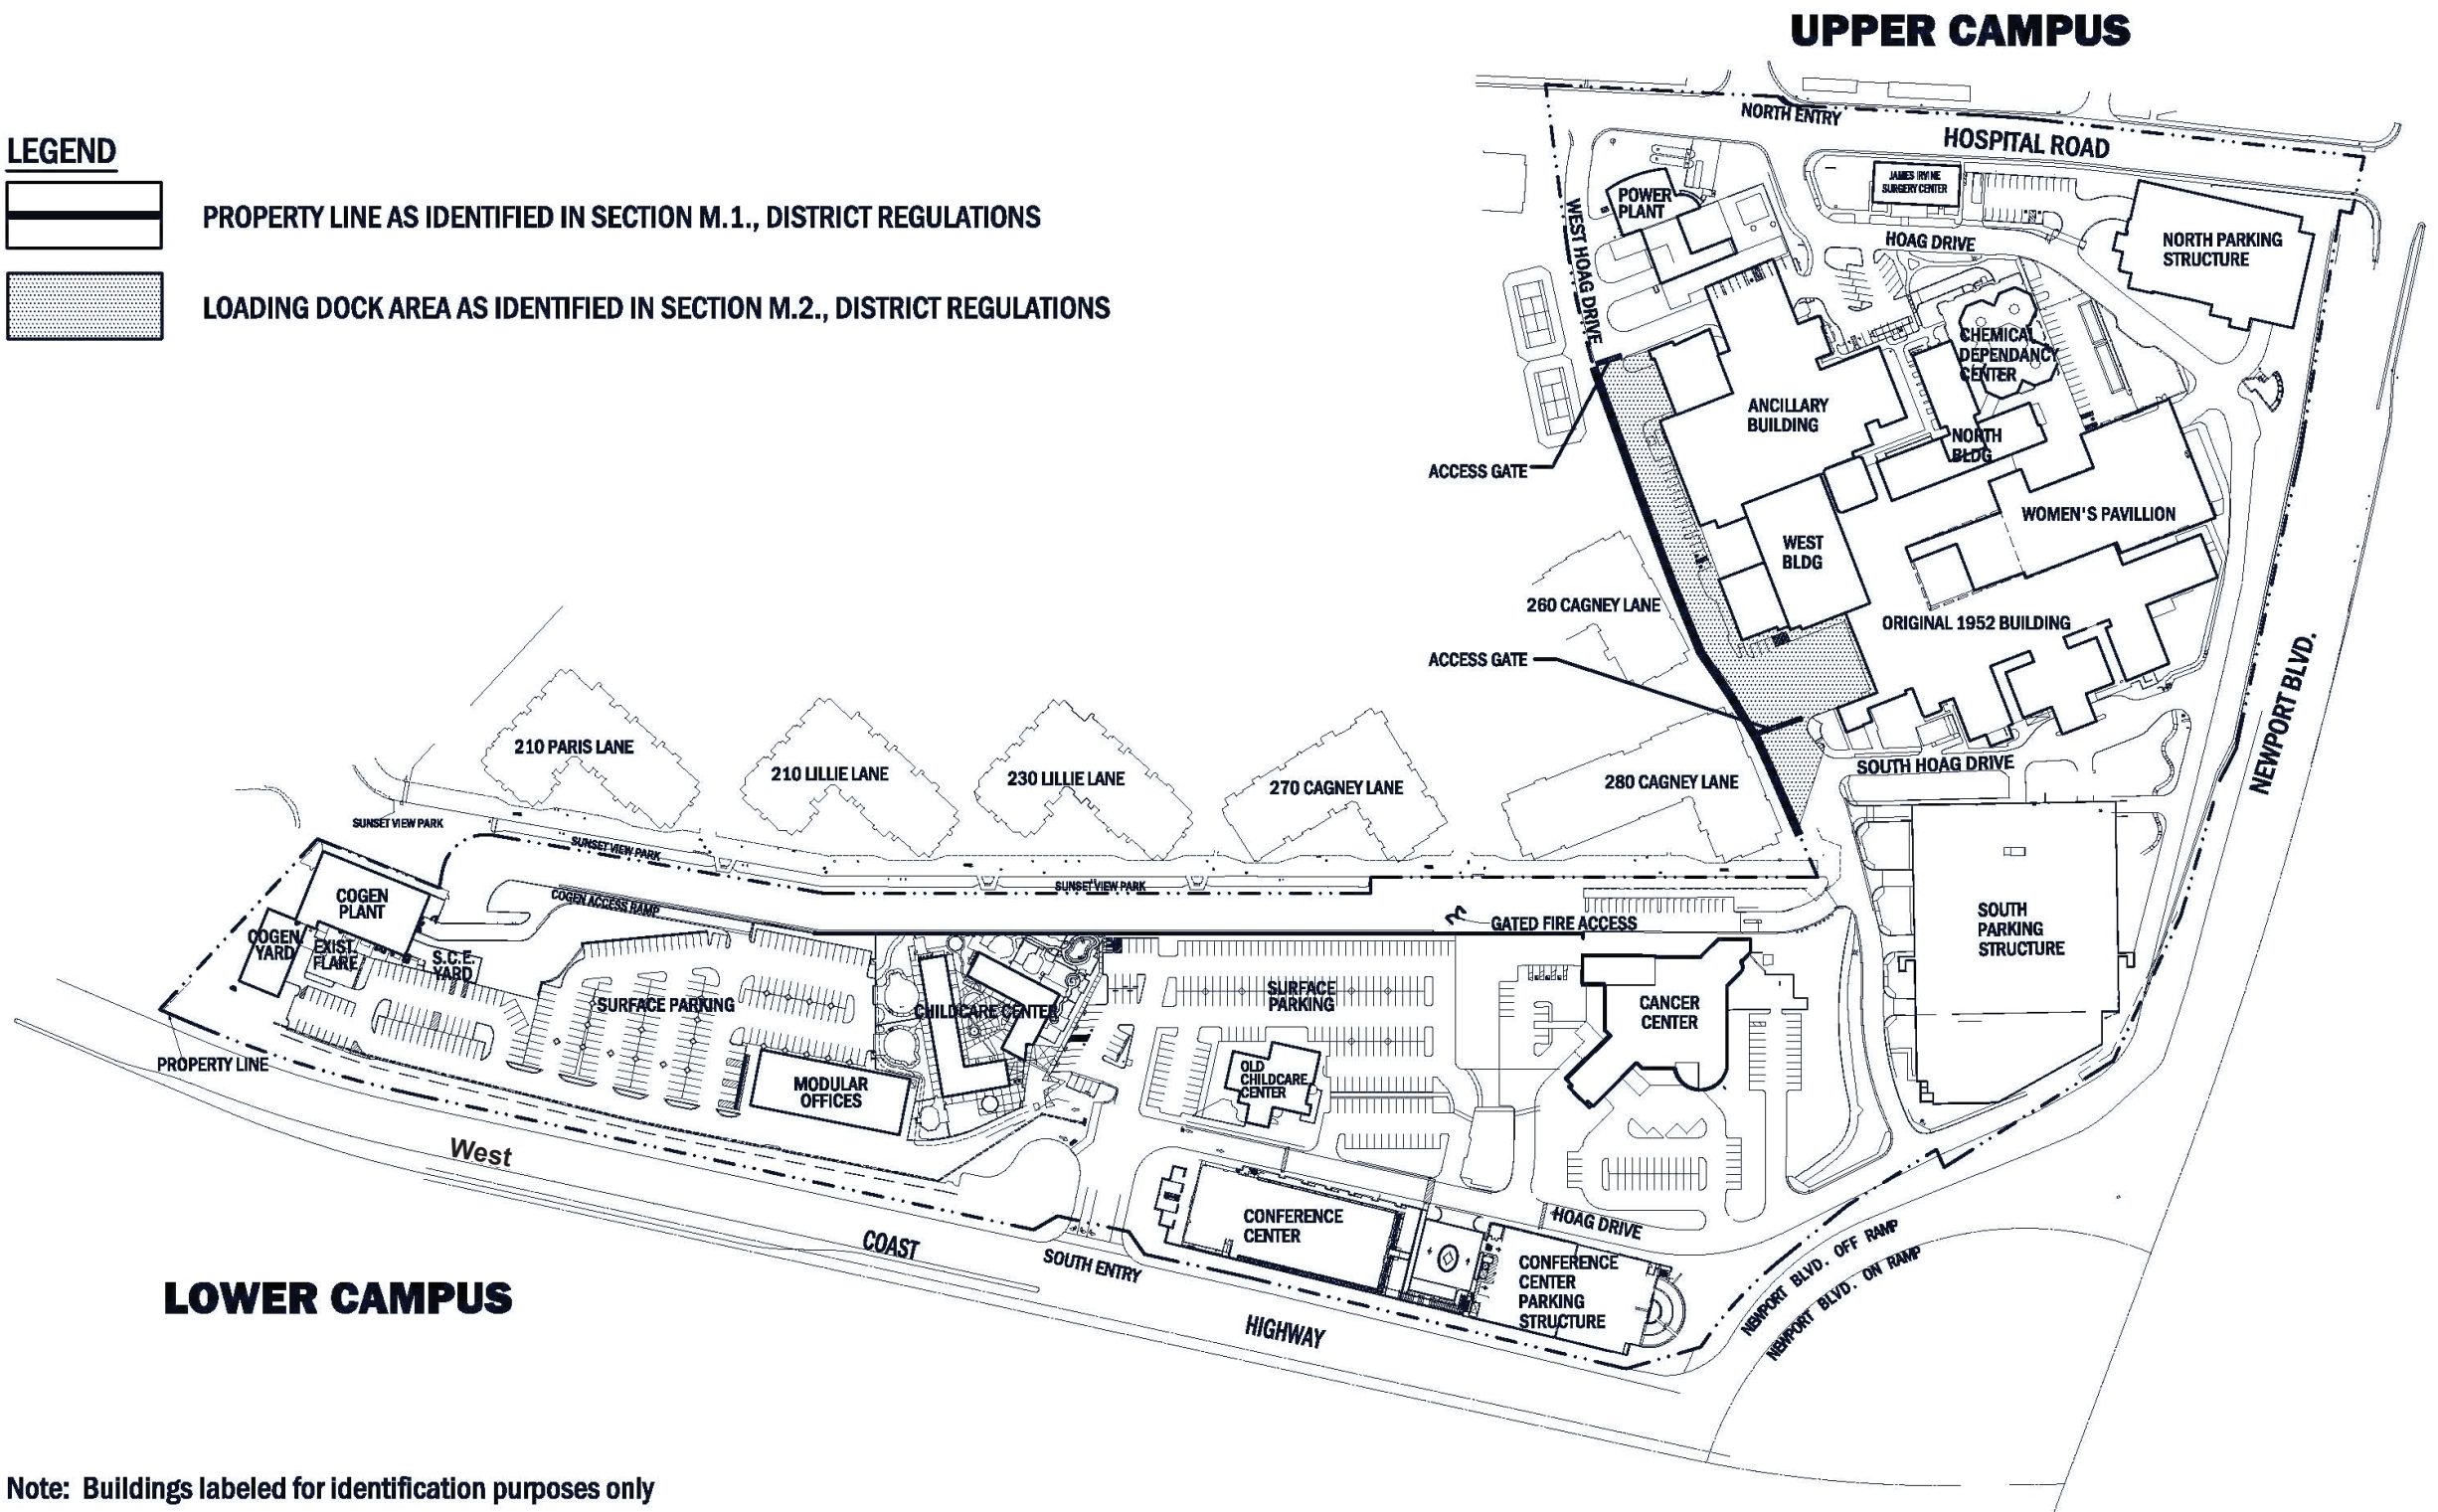 UPPER CAMPUS
LEGEND
PROPERTY LINE AS IDENTIFIED IN SECTION M.1., DISTRICT REGULATIONS
LOADING DOCK AREA AS IDENTIFIED IN SECTION M.2., DISTRICT REGULATIONS
NORTH ENTRY
HOSPITAL ROAD
JAMES IRVINE
SURGERY CENTER
POWER
PLANT
WEST HOAG DRIVE
HOAG DRIVE
NORTH PARKING
STRUCTURE
CHEMICAL
DEPENDANCY
CENTER
ANCILLARY
BUILDING
NORTH
BLDG
ACCESS GATE
WOMEN'S PAVILLION
WEST
BLDG
260 CAGNEY LANE
ORIGINAL 1952 BUILDING
ACCESS GATE
NEWPORT BLVD.
SOUTH HOAG DRIVE
210 PARIS LANE
210 LILLIE LANE
230 LILLIE LANE
270 CAGNEY LANE
280 CAGNEY LANE
SUNSET VIEW PARK
SUNSET VIEW PARK
SUNSET VIEW PARK
COGEN
PLANT
COGEN ACCESS RAMP
GATED FIRE ACCESS
SOUTH
PARKING
STRUCTURE
COGEN
YARD
EXIST.
FLARE
S.C.E.
YARD
SURFACE PARKING
CHILDCARE CENTER
SURFACE
PARKING
CANCER
CENTER
PROPERTY LINE
MODULAR
OFFICES
OLD
CHILDCARE
CENTER
West
COAST
HIGHWAY
SOUTH ENTRY
CONFERENCE
CENTER
HOAG DRIVE
CONFERENCE
CENTER
PARKING
STRUCTURE
NEWPORT BLVD. OFF RAMP
NEWPORT BLVD. ON RAMP
LOWER CAMPUS
Note: Buildings labeled for identification purposes only